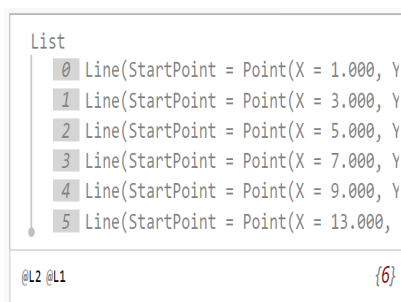 List
0 Line(StartPoint = Point(X = 1.000, Y
1 Line(StartPoint = Point(X = 3.000, Y
2 Line(StartPoint = Point(X = 5.000, Y
3 Line(StartPoint = Point(X = 7.000, Y
4 Line(StartPoint = Point(X = 9.000, Y
5 Line(StartPoint = Point(X = 13.000,
@L2 @L1 {6}